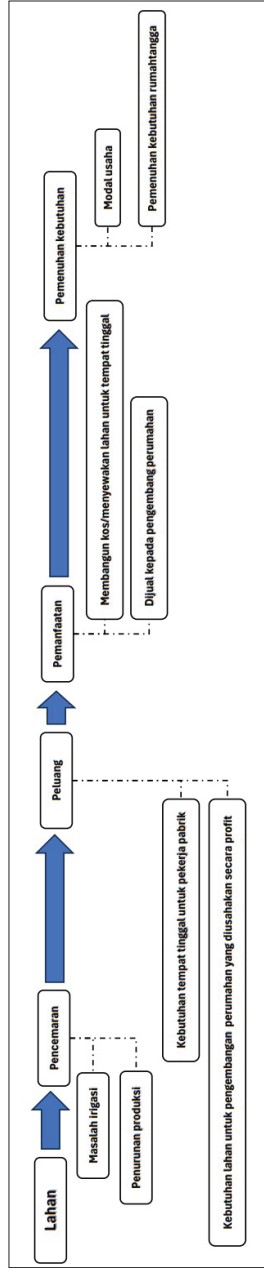 Lahan
Pencemaran
Masalah irigasi
Penurunan produksi
Peluang
Kebutuhan tempat tinggal untuk pekerja pabrik
Kebutuhan lahan untuk pengembangan perumahan yang diusahakan secara profit
Pemanfaatan
Membangun kos/menyewakan lahan untuk tempat tinggal
Dijual kepada pengembang perumahan
Pemenuhan kebutuhan
Modal usaha
Pemenuhan kebutuhan rumahtangga